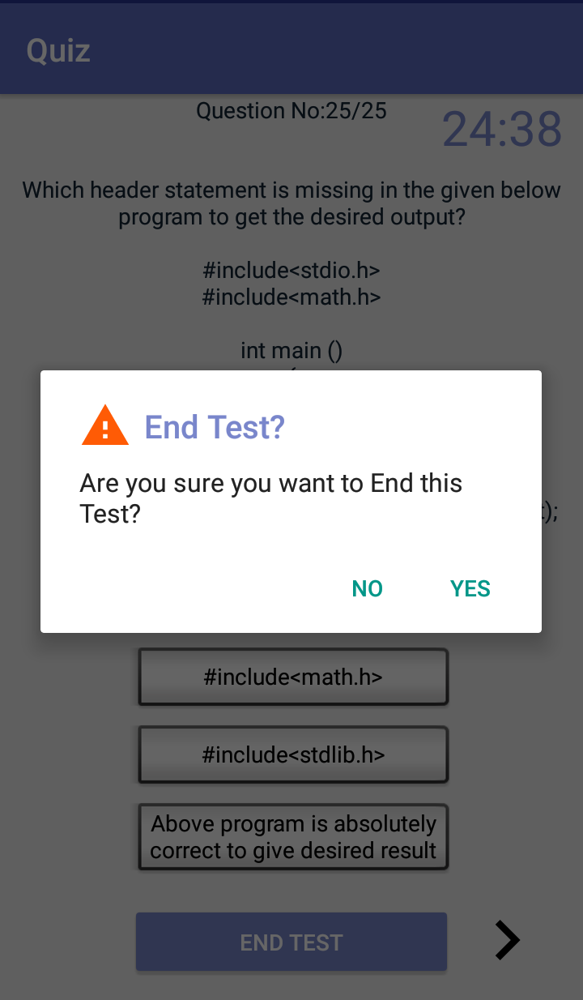 Quiz
Question No:25/25
24:38
Which header statement is missing in the given below
program to get the desired output?
#include<stdio.h>
#include<math.h>
int main ()
End Test?
Are you sure you want to End this
Test?
);
NO
YES
#include<math.h>
#include<stdlib.h>
Above program is absolutely
correct to give desired result
END TEST